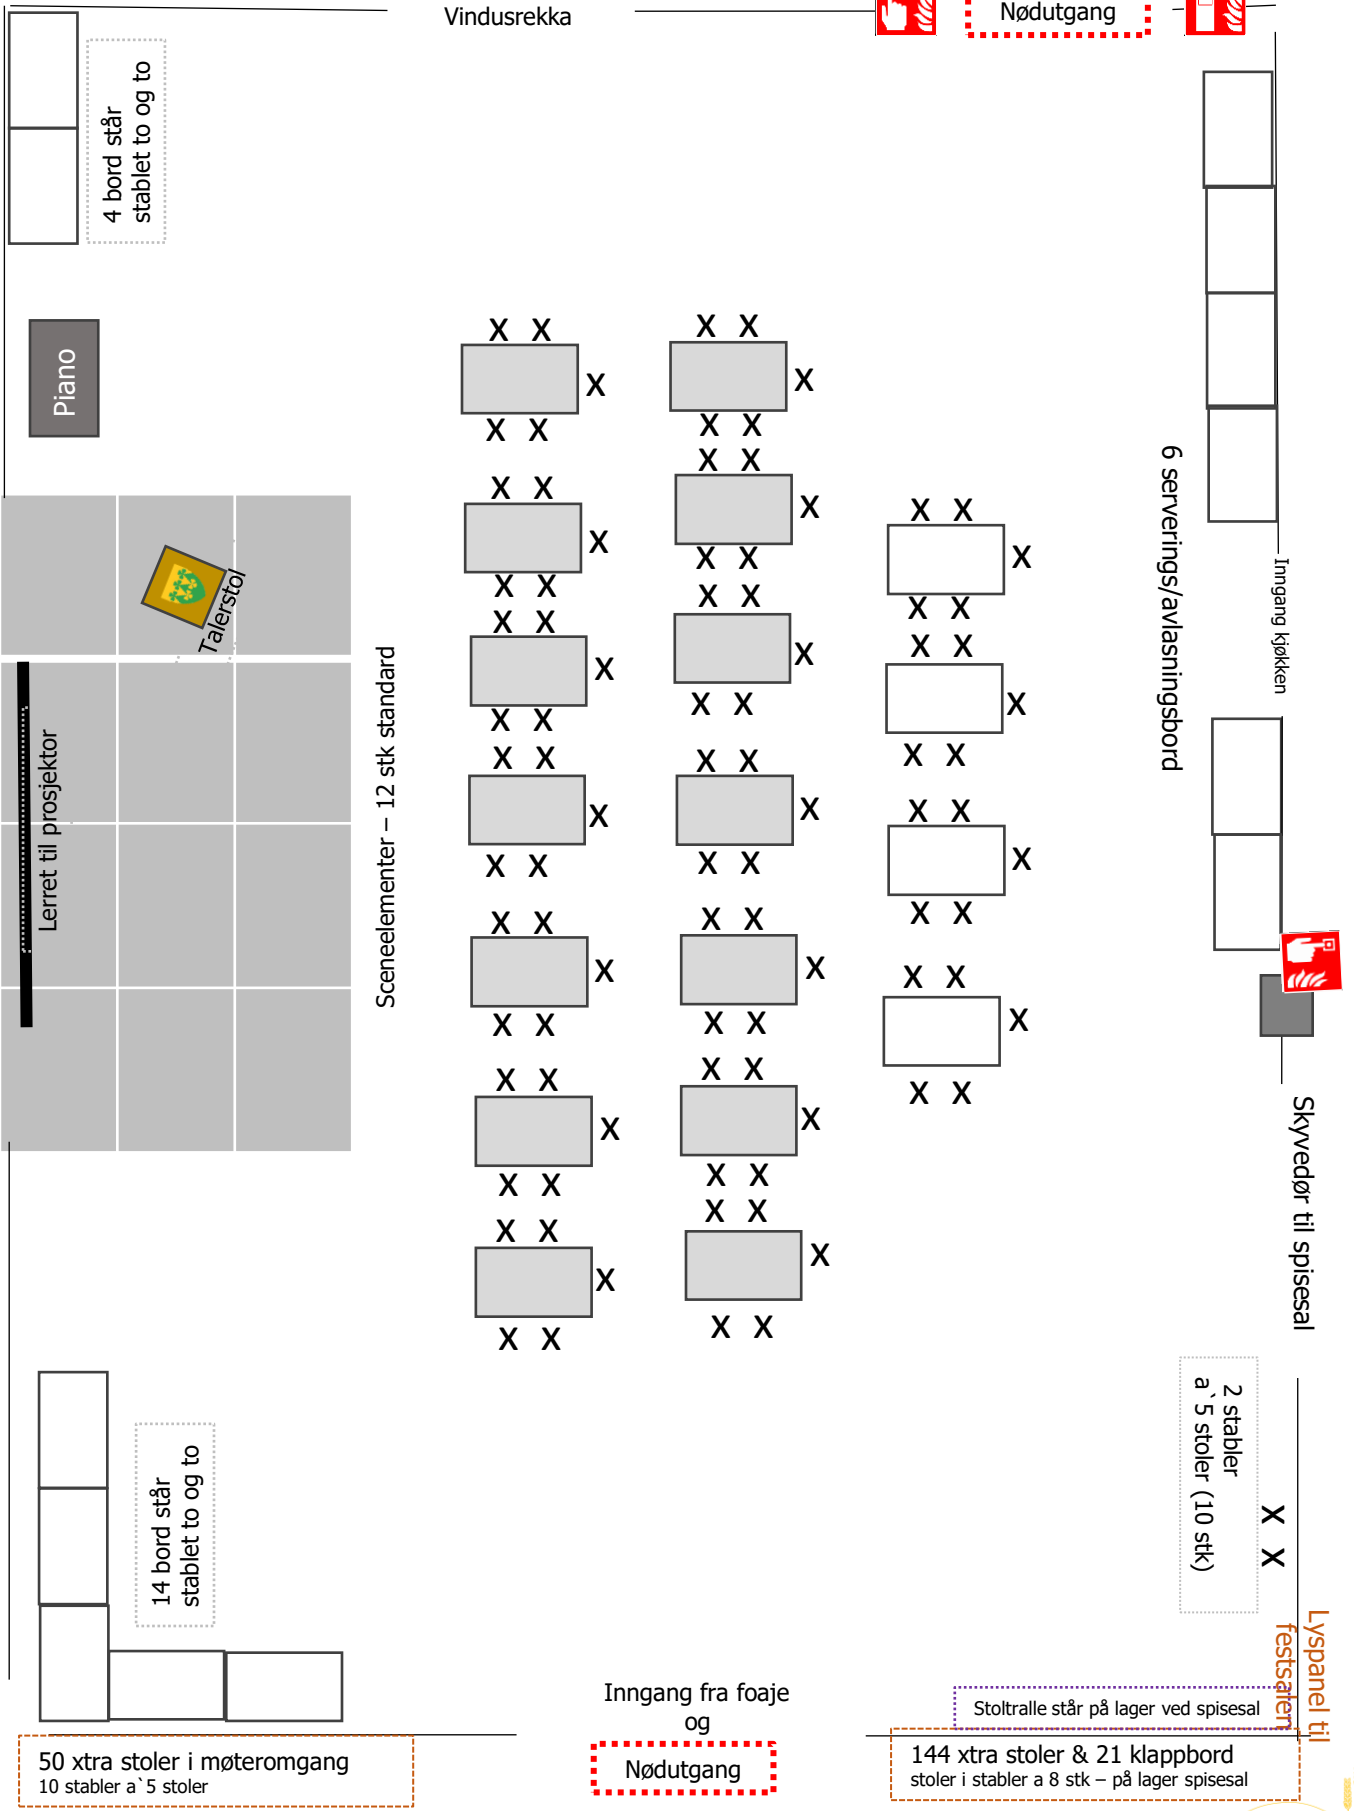 Vindusrekka
Nødutgang
4 bord står
stablet to og to
Piano
Talerstol
Lerret til prosjektor
Sceneelementer – 12 stk standard
X X
X
X X
X X
X
X X
X X
X
X X
X X
X
X X
X X
X
X X
X X
X
X X
X X
X
X X
X X
X
X X
X X
X
X X
X X
X
X X
X X
X
X X
X X
X
X X
X X
X
X X
X X
X
X X
X X
X
X X
X X
X
X X
X X
X
X X
X X
X
X X
6 serverings/avlasningsbord
Inngang kjøkken
Skyvedør til spisesal
2 stabler
a`5 stoler (10 stk)
X X
Lyspanel til
festsalen
14 bord står
stablet to og to
Inngang fra foaje
og
Nødutgang
Stoltralle står på lager ved spisesal
50 xtra stoler i møteromgang
10 stabler a`5 stoler
144 xtra stoler & 21 klappbord
stoler i stabler a 8 stk – på lager spisesal